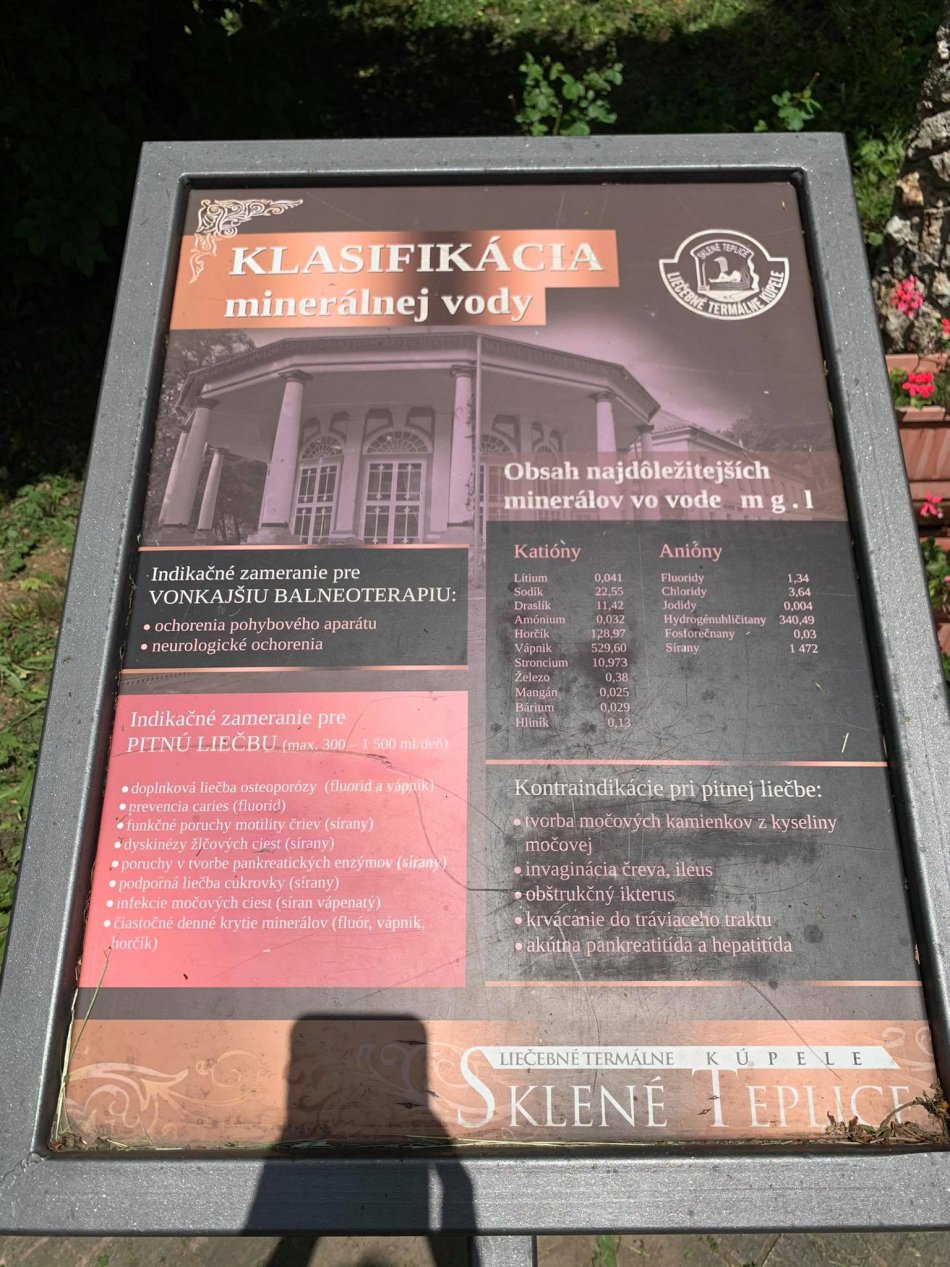 KLASIFIKÁCIA
minerálnej vody
SKLENÉ TEPLICE
LIEČEBNÉ TERMÁLNE KÚPELE
Obsah najdôležitejších
minerálov vo vode m g . l
Katióny
Lítium 0,041
Sodík 22,55
Draslík 11,42
Amónium 0,032
Horčík 128,97
Vápnik 529,60
Stroncium 10,973
Železo 0,38
Mangán 0,025
Bárium 0,029
Hliník 0,13
Anióny
Fluoridy 1,34
Chloridy 3,64
Jodidy 0,004
Hydrogénuhličitany 340,49
Fosforečnany 0,03
Sírany 1 472
Indikačné zameranie pre
VONKAJŠIU BALNEOTERAPIU:
• ochorenia pohybového aparátu
• neurologické ochorenia
Indikačné zameranie pre
PITNÚ LIEČBU (max. 300 – 1 500 ml/deň)
• doplnková liečba osteoporózy (fluorid a vápnik)
• prevencia caries (fluorid)
• funkčné poruchy motility čriev (sírany)
• dyskinézy žlčových ciest (sírany)
• poruchy v tvorbe pankreatických enzýmov (sírany)
• podporná liečba cukrovky (sírany)
• infekcie močových ciest (síran vápenatý)
• čiastočné denné krytie minerálov (fluór, vápnik,
horčík)
Kontraindikácie pri pitnej liečbe:
• tvorba močových kamienkov z kyseliny
močovej
• invaginácia čreva, ileus
• obštrukčný ikterus
• krvácanie do tráviaceho traktu
• akútna pankreatitída a hepatitída
LIEČEBNÉ TERMÁLNE KÚPELE
SKLENÉ TEPLICE